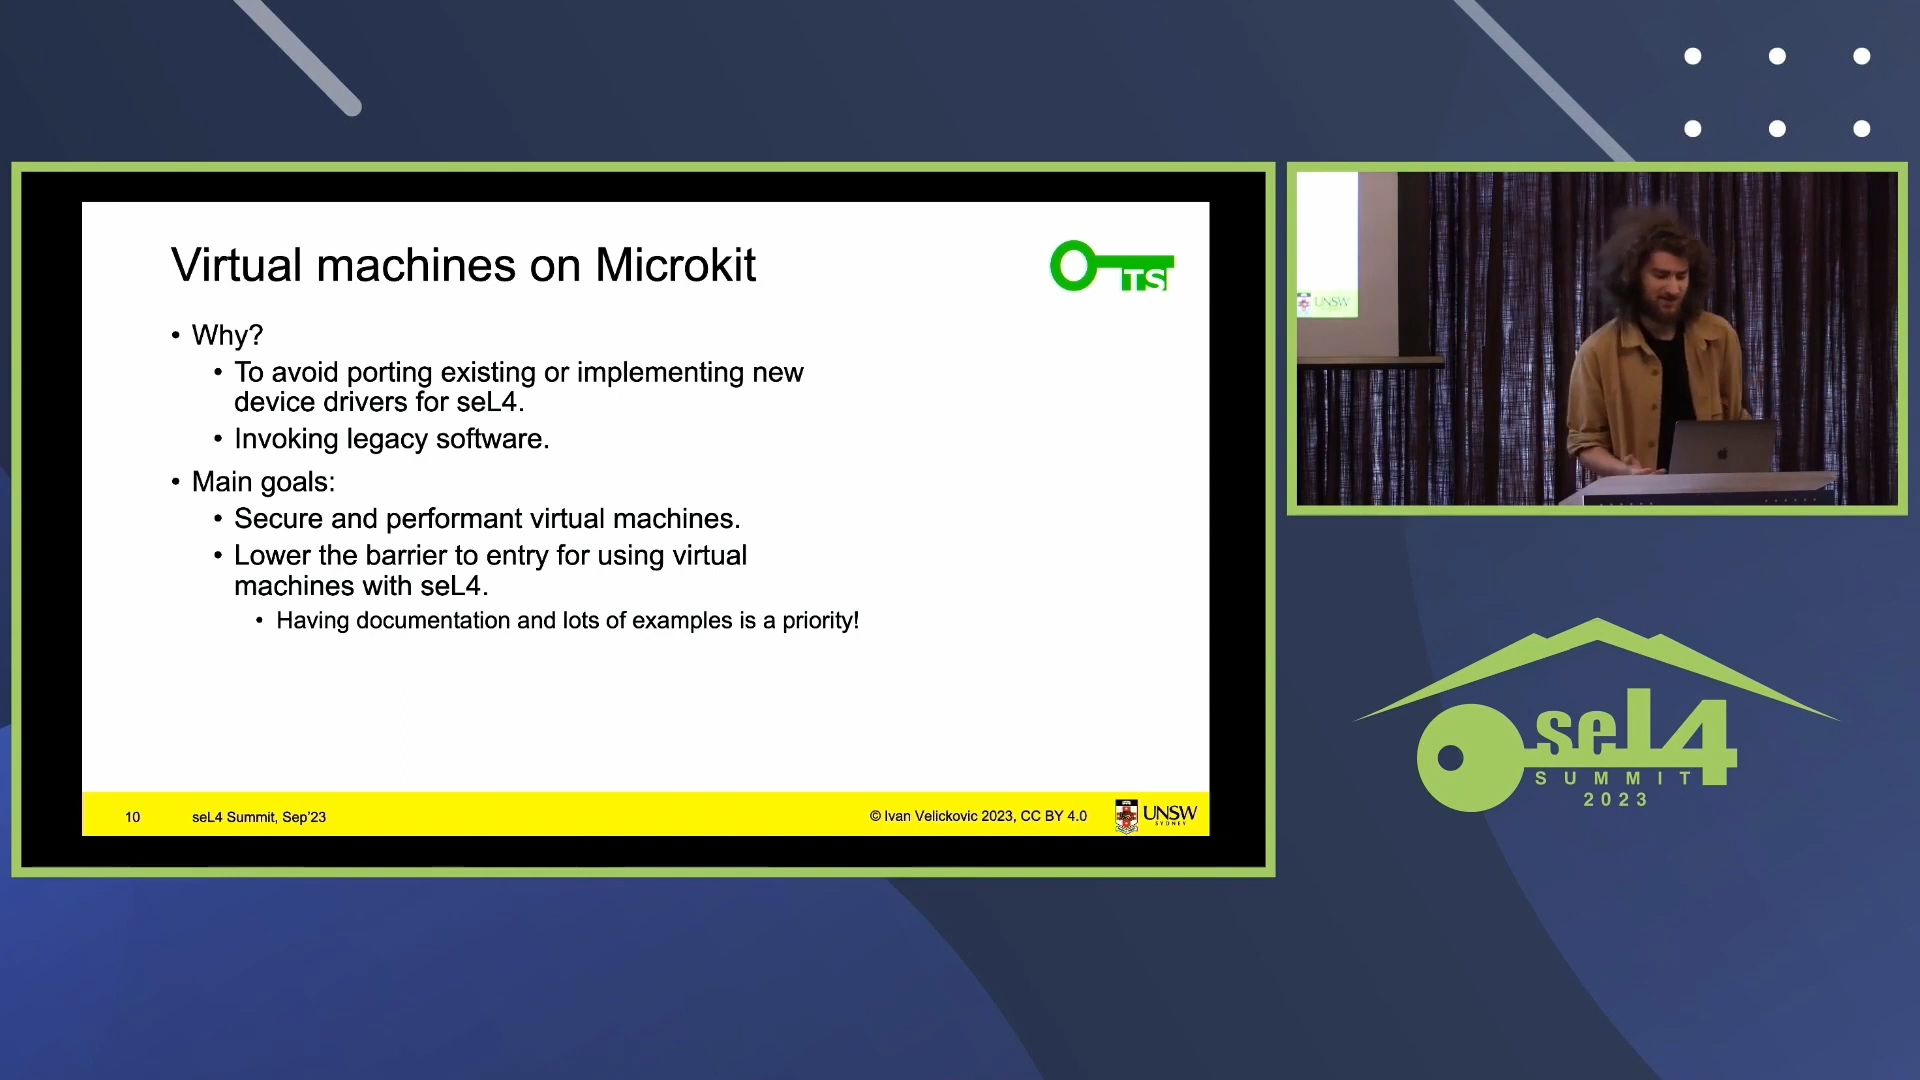 Virtual machines on Microkit
TS
• Why?
• To avoid porting existing or implementing new
device drivers for seL4.
• Invoking legacy software.
• Main goals:
• Secure and performant virtual machines.
• Lower the barrier to entry for using virtual
machines with seL4.
• Having documentation and lots of examples is a priority!
10
seL4 Summit, Sep'23
© Ivan Velickovic 2023, CC BY 4.0
UNSW
SYDNEY
UNSW
seL4
SUMMIT
2023